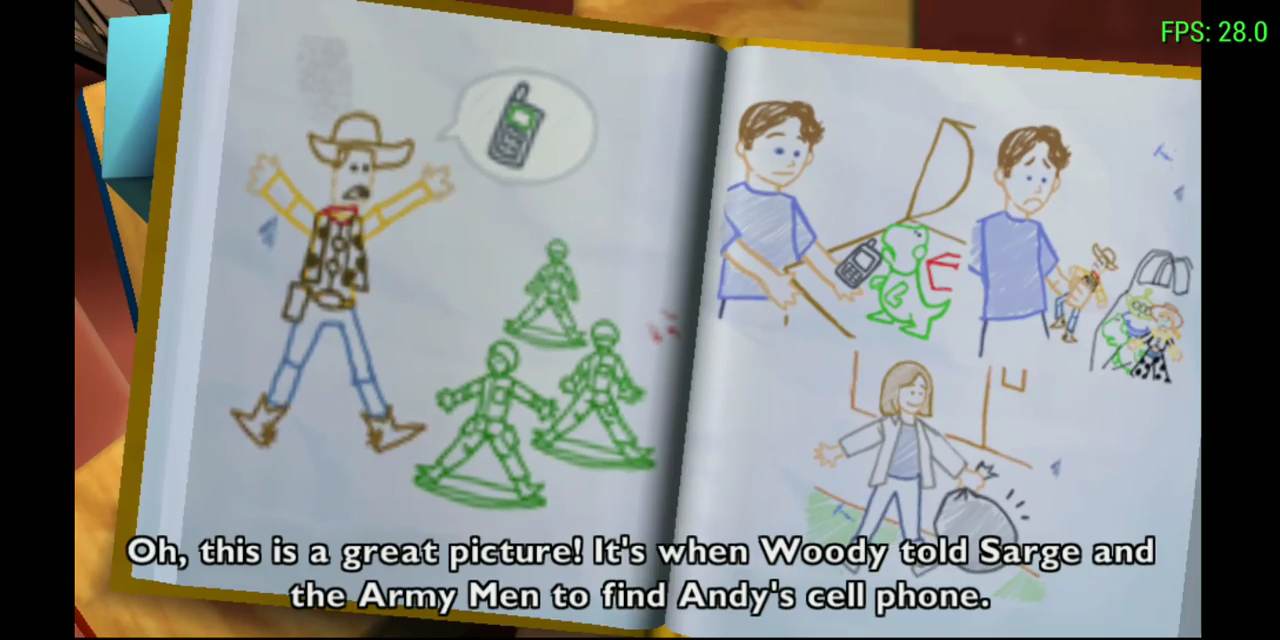 FPS: 28.0
Oh, this is a great picture! It's when Woody told Sarge and
the Army Men to find Andy's cell phone.